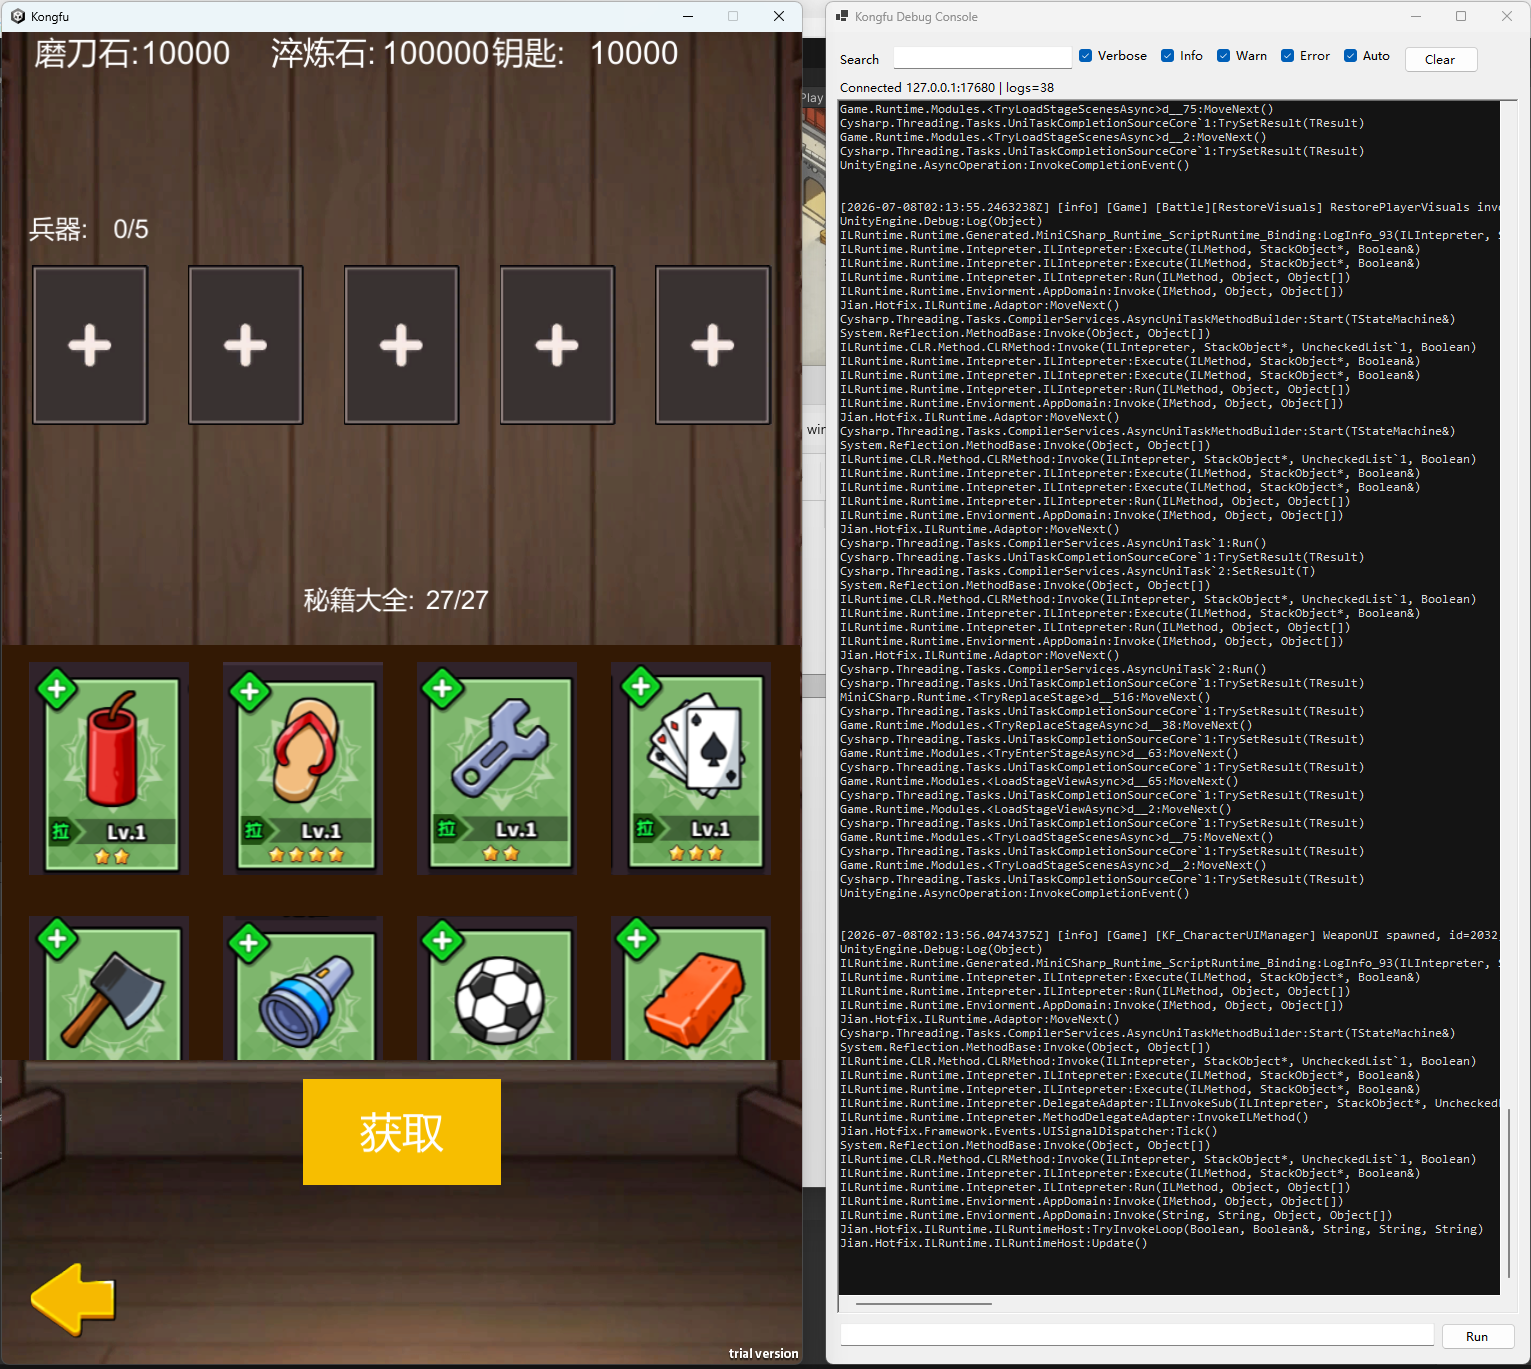 Kongfu
磨刀石:10000 淬炼石: 100000 钥匙: 10000
兵器: 0/5
秘籍大全: 27/27
拉 Lv.1
拉 Lv.1
拉 Lv.1
拉 Lv.1
获取
trial version
Play
win
Kongfu Debug Console
Search Verbose Info Warn Error Auto Clear
Connected 127.0.0.1:17680 | logs=38
Game.Runtime.Modules.<TryLoadStageScenesAsync>d__75:MoveNext()
Cysharp.Threading.Tasks.UniTaskCompletionSourceCore`1:TrySetResult(TResult)
Game.Runtime.Modules.<TryLoadStageScenesAsync>d__2:MoveNext()
Cysharp.Threading.Tasks.UniTaskCompletionSourceCore`1:TrySetResult(TResult)
UnityEngine.AsyncOperation:InvokeCompletionEvent()
[2026-07-08T02:13:55.2463238Z] [info] [Game] [Battle][RestoreVisuals] RestorePlayerVisuals inv
UnityEngine.Debug:Log(Object)
ILRuntime.Runtime.Generated.MiniCSharp_Runtime_ScriptRuntime_Binding:LogInfo_93(ILIntepreter, S
ILRuntime.Runtime.Intepreter.ILIntepreter:Execute(ILMethod, StackObject*, Boolean&)
ILRuntime.Runtime.Intepreter.ILIntepreter:Execute(ILMethod, StackObject*, Boolean&)
ILRuntime.Runtime.Intepreter.ILIntepreter:Run(ILMethod, Object, Object[])
ILRuntime.Runtime.Enviorment.AppDomain:Invoke(IMethod, Object, Object[])
Jian.Hotfix.ILRuntime.Adaptor:MoveNext()
Cysharp.Threading.Tasks.CompilerServices.AsyncUniTaskMethodBuilder:Start(TStateMachine&)
System.Reflection.MethodBase:Invoke(Object, Object[])
ILRuntime.CLR.Method.CLRMethod:Invoke(ILIntepreter, StackObject*, UncheckedList`1, Boolean)
ILRuntime.Runtime.Intepreter.ILIntepreter:Execute(ILMethod, StackObject*, Boolean&)
ILRuntime.Runtime.Intepreter.ILIntepreter:Execute(ILMethod, StackObject*, Boolean&)
ILRuntime.Runtime.Intepreter.ILIntepreter:Run(ILMethod, Object, Object[])
ILRuntime.Runtime.Enviorment.AppDomain:Invoke(IMethod, Object, Object[])
Jian.Hotfix.ILRuntime.Adaptor:MoveNext()
Cysharp.Threading.Tasks.CompilerServices.AsyncUniTaskMethodBuilder:Start(TStateMachine&)
System.Reflection.MethodBase:Invoke(Object, Object[])
ILRuntime.CLR.Method.CLRMethod:Invoke(ILIntepreter, StackObject*, UncheckedList`1, Boolean)
ILRuntime.Runtime.Intepreter.ILIntepreter:Execute(ILMethod, StackObject*, Boolean&)
ILRuntime.Runtime.Intepreter.ILIntepreter:Execute(ILMethod, StackObject*, Boolean&)
ILRuntime.Runtime.Intepreter.ILIntepreter:Run(ILMethod, Object, Object[])
ILRuntime.Runtime.Enviorment.AppDomain:Invoke(IMethod, Object, Object[])
Jian.Hotfix.ILRuntime.Adaptor:MoveNext()
Cysharp.Threading.Tasks.CompilerServices.AsyncUniTask`1:Run()
Cysharp.Threading.Tasks.UniTaskCompletionSourceCore`1:TrySetResult(TResult)
Cysharp.Threading.Tasks.CompilerServices.AsyncUniTask`2:SetResult(T)
System.Reflection.MethodBase:Invoke(Object, Object[])
ILRuntime.CLR.Method.CLRMethod:Invoke(ILIntepreter, StackObject*, UncheckedList`1, Boolean)
ILRuntime.Runtime.Intepreter.ILIntepreter:Execute(ILMethod, StackObject*, Boolean&)
ILRuntime.Runtime.Intepreter.ILIntepreter:Run(ILMethod, Object, Object[])
ILRuntime.Runtime.Enviorment.AppDomain:Invoke(IMethod, Object, Object[])
Jian.Hotfix.ILRuntime.Adaptor:MoveNext()
Cysharp.Threading.Tasks.CompilerServices.AsyncUniTask`2:Run()
Cysharp.Threading.Tasks.UniTaskCompletionSourceCore`1:TrySetResult(TResult)
MiniCSharp.Runtime.<TryReplaceStage>d__516:MoveNext()
Cysharp.Threading.Tasks.UniTaskCompletionSourceCore`1:TrySetResult(TResult)
Game.Runtime.Modules.<TryReplaceStageAsync>d__38:MoveNext()
Cysharp.Threading.Tasks.UniTaskCompletionSourceCore`1:TrySetResult(TResult)
Game.Runtime.Modules.<TryEnterStageAsync>d__63:MoveNext()
Cysharp.Threading.Tasks.UniTaskCompletionSourceCore`1:TrySetResult(TResult)
Game.Runtime.Modules.<LoadStageViewAsync>d__65:MoveNext()
Cysharp.Threading.Tasks.UniTaskCompletionSourceCore`1:TrySetResult(TResult)
Game.Runtime.Modules.<LoadStageViewAsync>d__2:MoveNext()
Cysharp.Threading.Tasks.UniTaskCompletionSourceCore`1:TrySetResult(TResult)
Game.Runtime.Modules.<TryLoadStageScenesAsync>d__75:MoveNext()
Cysharp.Threading.Tasks.UniTaskCompletionSourceCore`1:TrySetResult(TResult)
Game.Runtime.Modules.<TryLoadStageScenesAsync>d__2:MoveNext()
Cysharp.Threading.Tasks.UniTaskCompletionSourceCore`1:TrySetResult(TResult)
UnityEngine.AsyncOperation:InvokeCompletionEvent()
[2026-07-08T02:13:56.0474375Z] [info] [Game] [KF_CharacterUIManager] WeaponUI spawned, id=2032
UnityEngine.Debug:Log(Object)
ILRuntime.Runtime.Generated.MiniCSharp_Runtime_ScriptRuntime_Binding:LogInfo_93(ILIntepreter, S
ILRuntime.Runtime.Intepreter.ILIntepreter:Execute(ILMethod, StackObject*, Boolean&)
ILRuntime.Runtime.Intepreter.ILIntepreter:Run(ILMethod, Object, Object[])
ILRuntime.Runtime.Enviorment.AppDomain:Invoke(IMethod, Object, Object[])
Jian.Hotfix.ILRuntime.Adaptor:MoveNext()
Cysharp.Threading.Tasks.CompilerServices.AsyncUniTaskMethodBuilder:Start(TStateMachine&)
System.Reflection.MethodBase:Invoke(Object, Object[])
ILRuntime.CLR.Method.CLRMethod:Invoke(ILIntepreter, StackObject*, UncheckedList`1, Boolean)
ILRuntime.Runtime.Intepreter.ILIntepreter:Execute(ILMethod, StackObject*, Boolean&)
ILRuntime.Runtime.Intepreter.ILIntepreter:Execute(ILMethod, StackObject*, Boolean&)
ILRuntime.Runtime.Intepreter.DelegateAdapter:ILInvokeSub(ILIntepreter, StackObject*, Unchecked
ILRuntime.Runtime.Intepreter.MethodDelegateAdapter:InvokeILMethod()
Jian.Hotfix.Framework.Events.UISignalDispatcher:Tick()
System.Reflection.MethodBase:Invoke(Object, Object[])
ILRuntime.CLR.Method.CLRMethod:Invoke(ILIntepreter, StackObject*, UncheckedList`1, Boolean)
ILRuntime.Runtime.Intepreter.ILIntepreter:Execute(ILMethod, StackObject*, Boolean&)
ILRuntime.Runtime.Intepreter.ILIntepreter:Run(ILMethod, Object, Object[])
ILRuntime.Runtime.Enviorment.AppDomain:Invoke(IMethod, Object, Object[])
ILRuntime.Runtime.Enviorment.AppDomain:Invoke(String, String, Object, Object[])
Jian.Hotfix.ILRuntime.ILRuntimeHost:TryInvokeLoop(Boolean, Boolean&, String, String, String)
Jian.Hotfix.ILRuntime.ILRuntimeHost:Update()
Run